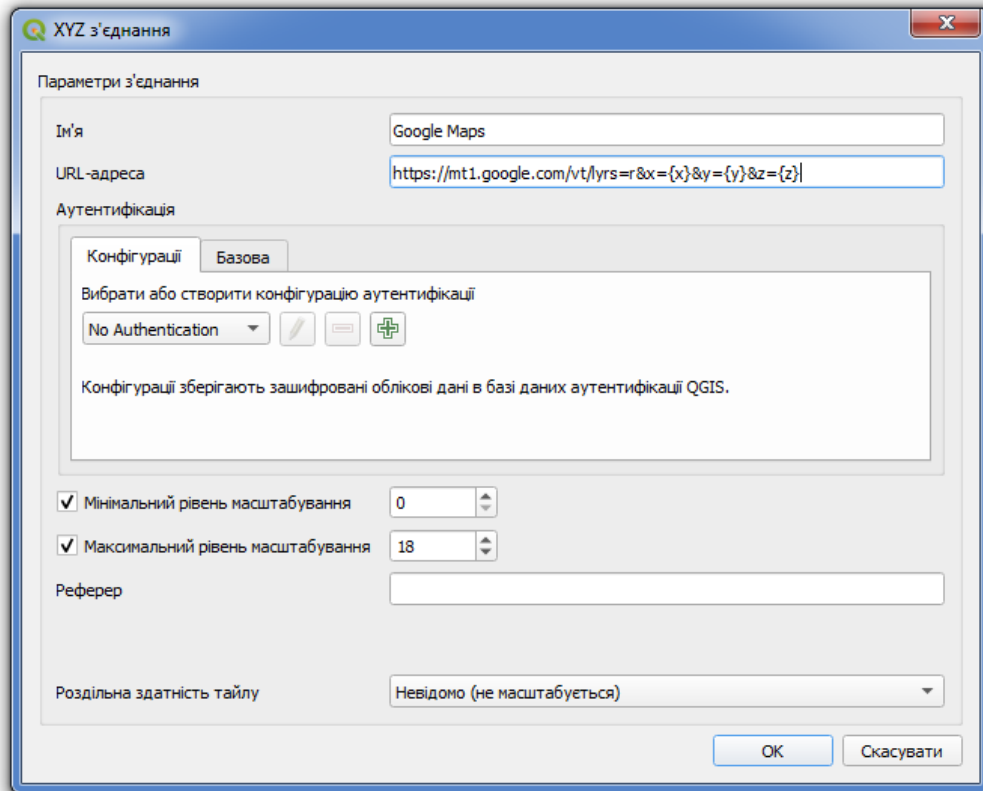 XYZ з'єднання
Параметри з'єднання
Ім'я
Google Maps
URL-адреса
https://mt1.google.com/vt/lyrs=r&x={x}&y={y}&z={z}
Аутентифікація
Конфігурації
Базова
Вибрати або створити конфігурацію аутентифікації
No Authentication
Конфігурації зберігають зашифровані облікові дані в базі даних аутентифікації QGIS.
Мінімальний рівень масштабування
0
Максимальний рівень масштабування
18
Реферер
Роздільна здатність тайлу
Невідомо (не масштабується)
OK
Скасувати